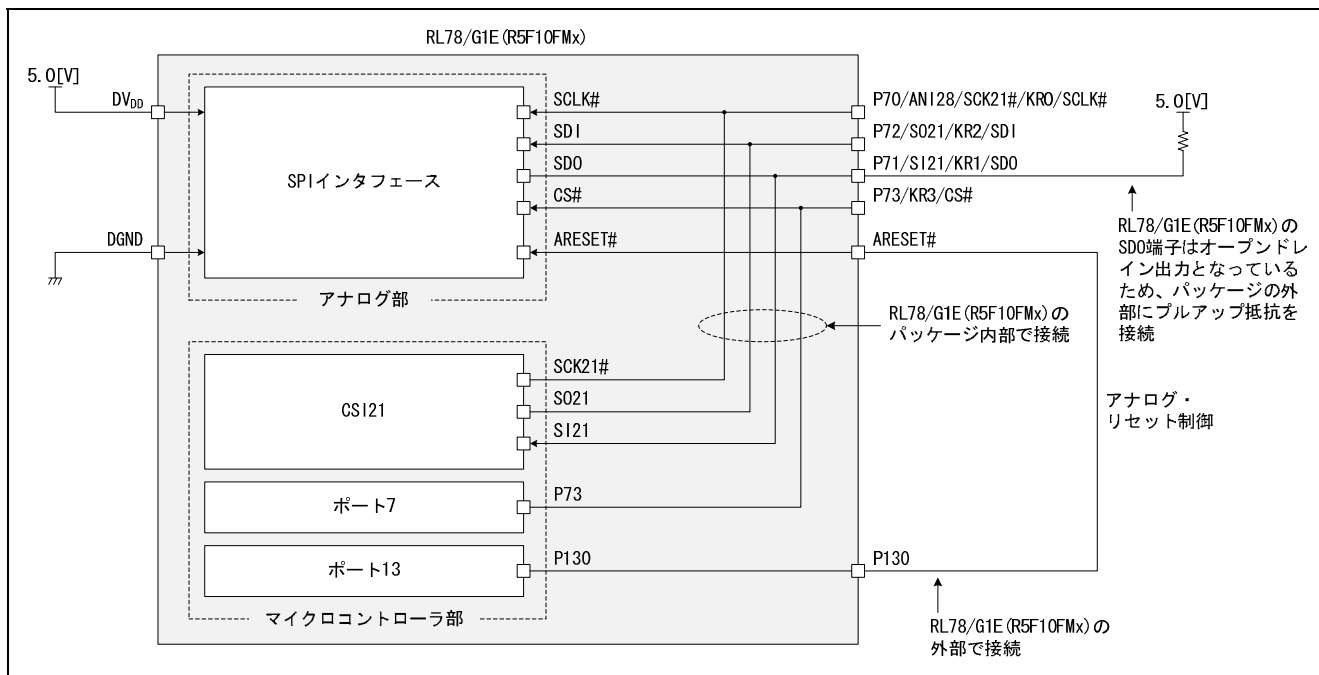 RL78/G1E(R5F10FMx)
5.0[V]
DVDD
SPIインタフェース
DGND
アナログ部
SCLK#
SDI
SDO
CS#
ARESET#
P70/ANI28/SCK21#/KR0/SCLK#
P72/SO21/KR2/SDI
P71/SI21/KR1/SDO
P73/KR3/CS#
ARESET#
5.0[V]
RL78/G1E(R5F10FMx)の
SDO端子はオープンドレ
イン出力となっている
ため、パッケージの外
部にプルアップ抵抗を
接続
RL78/G1E(R5F10FMx)の
パッケージ内部で接続
CSI21
SCK21#
SO21
SI21
アナログ・
リセット制御
ポート7
P73
ポート13
P130
P130
マイクロコントローラ部
RL78/G1E(R5F10FMx)の
外部で接続